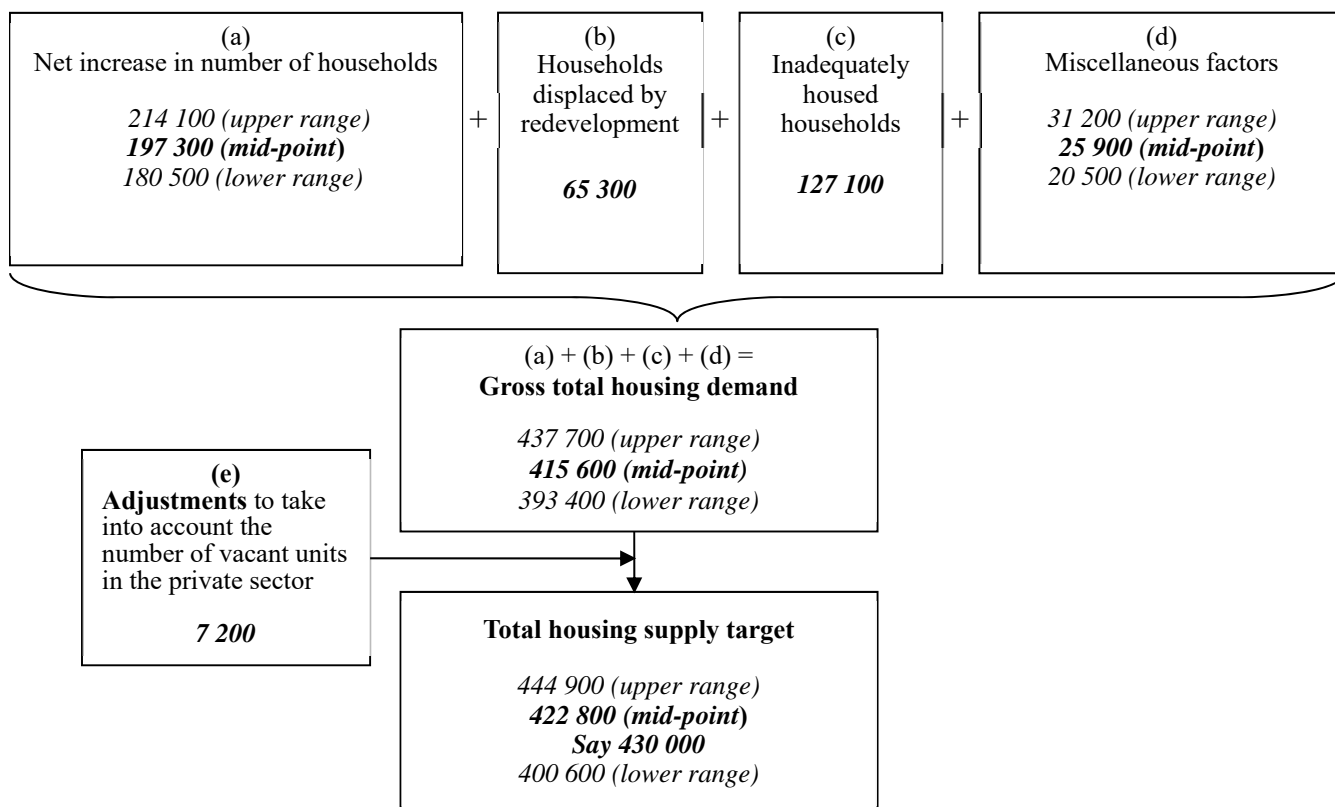 (a)
Net increase in number of households
214 100 (upper range)
197 300 (mid-point)
180 500 (lower range)
+
(b)
Households
displaced by
redevelopment
65 300
+
(c)
Inadequately
housed
households
127 100
+
(d)
Miscellaneous factors
31 200 (upper range)
25 900 (mid-point)
20 500 (lower range)
(a) + (b) + (c) + (d) =
Gross total housing demand
437 700 (upper range)
415 600 (mid-point)
393 400 (lower range)
(e)
Adjustments to take
into account the
number of vacant units
in the private sector
7 200
Total housing supply target
444 900 (upper range)
422 800 (mid-point)
Say 430 000
400 600 (lower range)